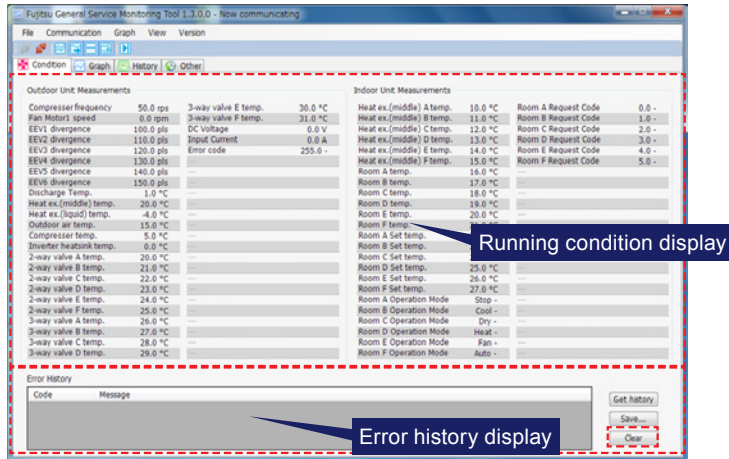 Fujitsu General Service Monitoring Tool 1.3.0.0 - Now communicating
File Communication Graph View Version
Condition Graph History Other
Outdoor Unit Measurements Indoor Unit Measurements
Compresser frequency 50.0 rps 3-way valve E temp. 30.0 °C Heat ex.(middle) A temp. 10.0 °C Room A Request Code 0.0 -
Fan Motor1 speed 0.0 rpm 3-way valve F temp. 31.0 °C Heat ex.(middle) B temp. 11.0 °C Room B Request Code 1.0 -
EEV1 divergence 100.0 pls DC Voltage 0.0 V Heat ex.(middle) C temp. 12.0 °C Room C Request Code 2.0 -
EEV2 divergence 110.0 pls Input Current 0.0 A Heat ex.(middle) D temp. 13.0 °C Room D Request Code 3.0 -
EEV3 divergence 120.0 pls Error code 255.0 - Heat ex.(middle) E temp. 14.0 °C Room E Request Code 4.0 -
EEV4 divergence 130.0 pls --- Heat ex.(middle) F temp. 15.0 °C Room F Request Code 5.0 -
EEV5 divergence 140.0 pls --- Room A temp. 16.0 °C ---
EEV6 divergence 150.0 pls --- Room B temp. 17.0 °C ---
Discharge Temp. 1.0 °C --- Room C temp. 18.0 °C ---
Heat ex.(middle) temp. 20.0 °C --- Room D temp. 19.0 °C ---
Heat ex.(liquid) temp. -4.0 °C --- Room E temp. 20.0 °C ---
Outdoor air temp. 15.0 °C --- Room F temp.
Compresser temp. 5.0 °C --- Room A Set temp.
Inverter heatsink temp. 0.0 °C --- Room B Set temp.
Running condition display
2-way valve A temp. 20.0 °C --- Room C Set temp.
2-way valve B temp. 21.0 °C --- Room D Set temp. 25.0 °C ---
2-way valve C temp. 22.0 °C --- Room E Set temp. 26.0 °C ---
2-way valve D temp. 23.0 °C --- Room F Set temp. 27.0 °C ---
2-way valve E temp. 24.0 °C --- Room A Operation Mode Stop - ---
2-way valve F temp. 25.0 °C --- Room B Operation Mode Cool - ---
3-way valve A temp. 26.0 °C --- Room C Operation Mode Dry - ---
3-way valve B temp. 27.0 °C --- Room D Operation Mode Heat - ---
3-way valve C temp. 28.0 °C --- Room E Operation Mode Fan - ---
3-way valve D temp. 29.0 °C --- Room F Operation Mode Auto - ---
Error History
Code Message
Get history
Save...
Error history display
Clear